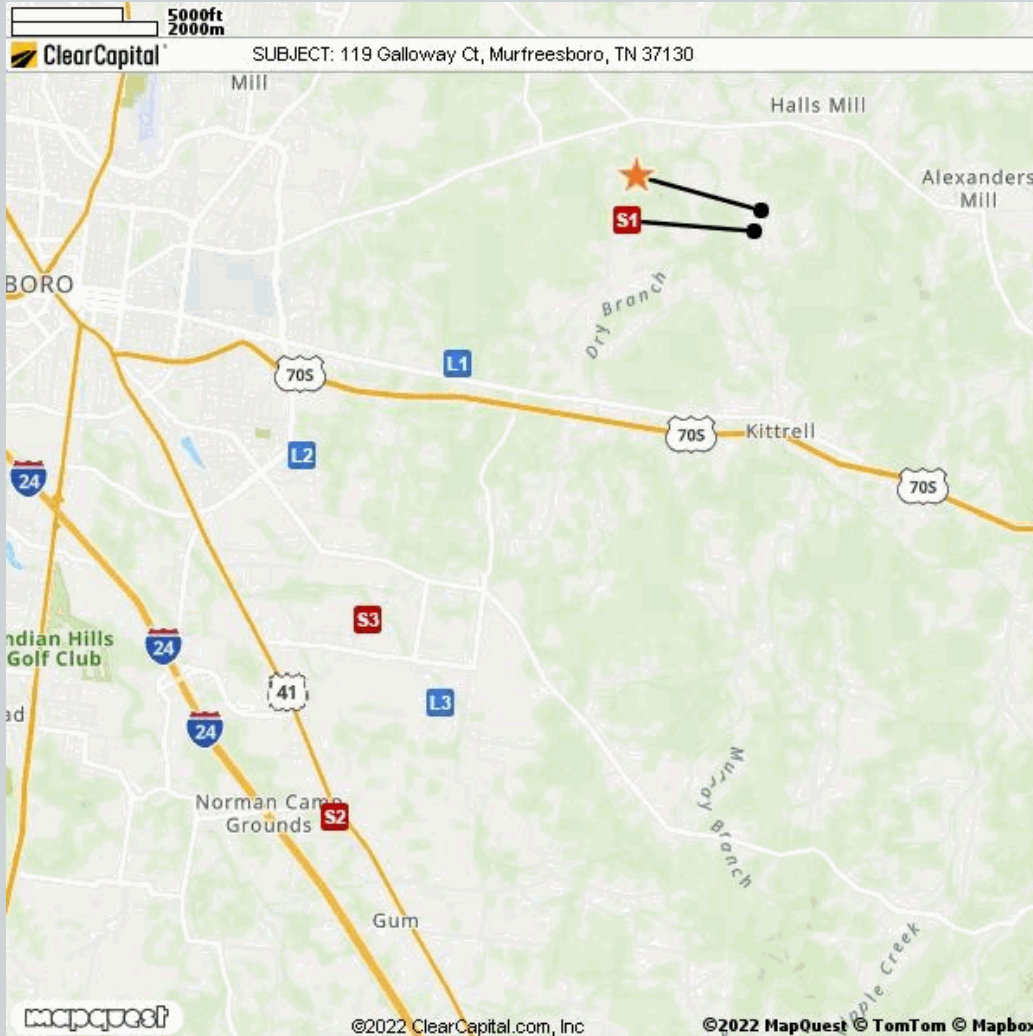 5000ft
2000m
ClearCapital
SUBJECT: 119 Galloway Ct, Murfreesboro, TN 37130
Mill
Halls Mill
Alexanders
Mill
S1
BORO
Dry Branch
L1
70S
70S
Kittrell
L2
24
70S
S3
ndian Hills
Golf Club
24
41
L3
ad
24
Murray Branch
Norman Camp
Grounds
S2
Gum
pple Creek
mapquest
©2022 ClearCapital.com, Inc
©2022 MapQuest © TomTom © Mapbox